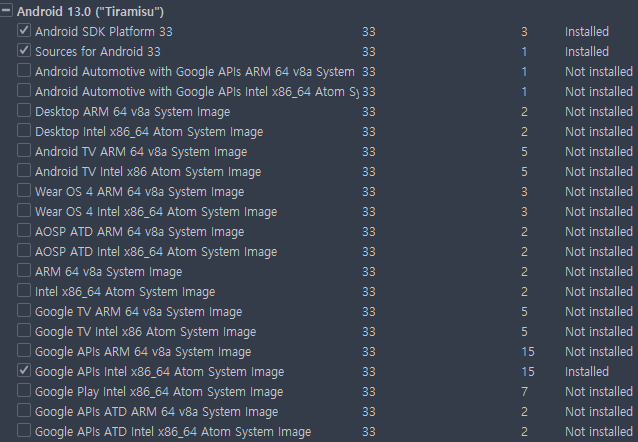 Android 13.0 ("Tiramisu")
Android SDK Platform 33 33 3 Installed
Sources for Android 33 33 1 Installed
Android Automotive with Google APIs ARM 64 v8a System 33 1 Not installed
Android Automotive with Google APIs Intel x86_64 Atom Sy 33 1 Not installed
Desktop ARM 64 v8a System Image 33 2 Not installed
Desktop Intel x86_64 Atom System Image 33 2 Not installed
Android TV ARM 64 v8a System Image 33 5 Not installed
Android TV Intel x86 Atom System Image 33 5 Not installed
Wear OS 4 ARM 64 v8a System Image 33 3 Not installed
Wear OS 4 Intel x86_64 Atom System Image 33 3 Not installed
AOSP ATD ARM 64 v8a System Image 33 2 Not installed
AOSP ATD Intel x86_64 Atom System Image 33 2 Not installed
ARM 64 v8a System Image 33 2 Not installed
Intel x86_64 Atom System Image 33 2 Not installed
Google TV ARM 64 v8a System Image 33 5 Not installed
Google TV Intel x86 Atom System Image 33 5 Not installed
Google APIs ARM 64 v8a System Image 33 15 Not installed
Google APIs Intel x86_64 Atom System Image 33 15 Installed
Google Play Intel x86_64 Atom System Image 33 7 Not installed
Google APIs ATD ARM 64 v8a System Image 33 2 Not installed
Google APIs ATD Intel x86_64 Atom System Image 33 2 Not installed